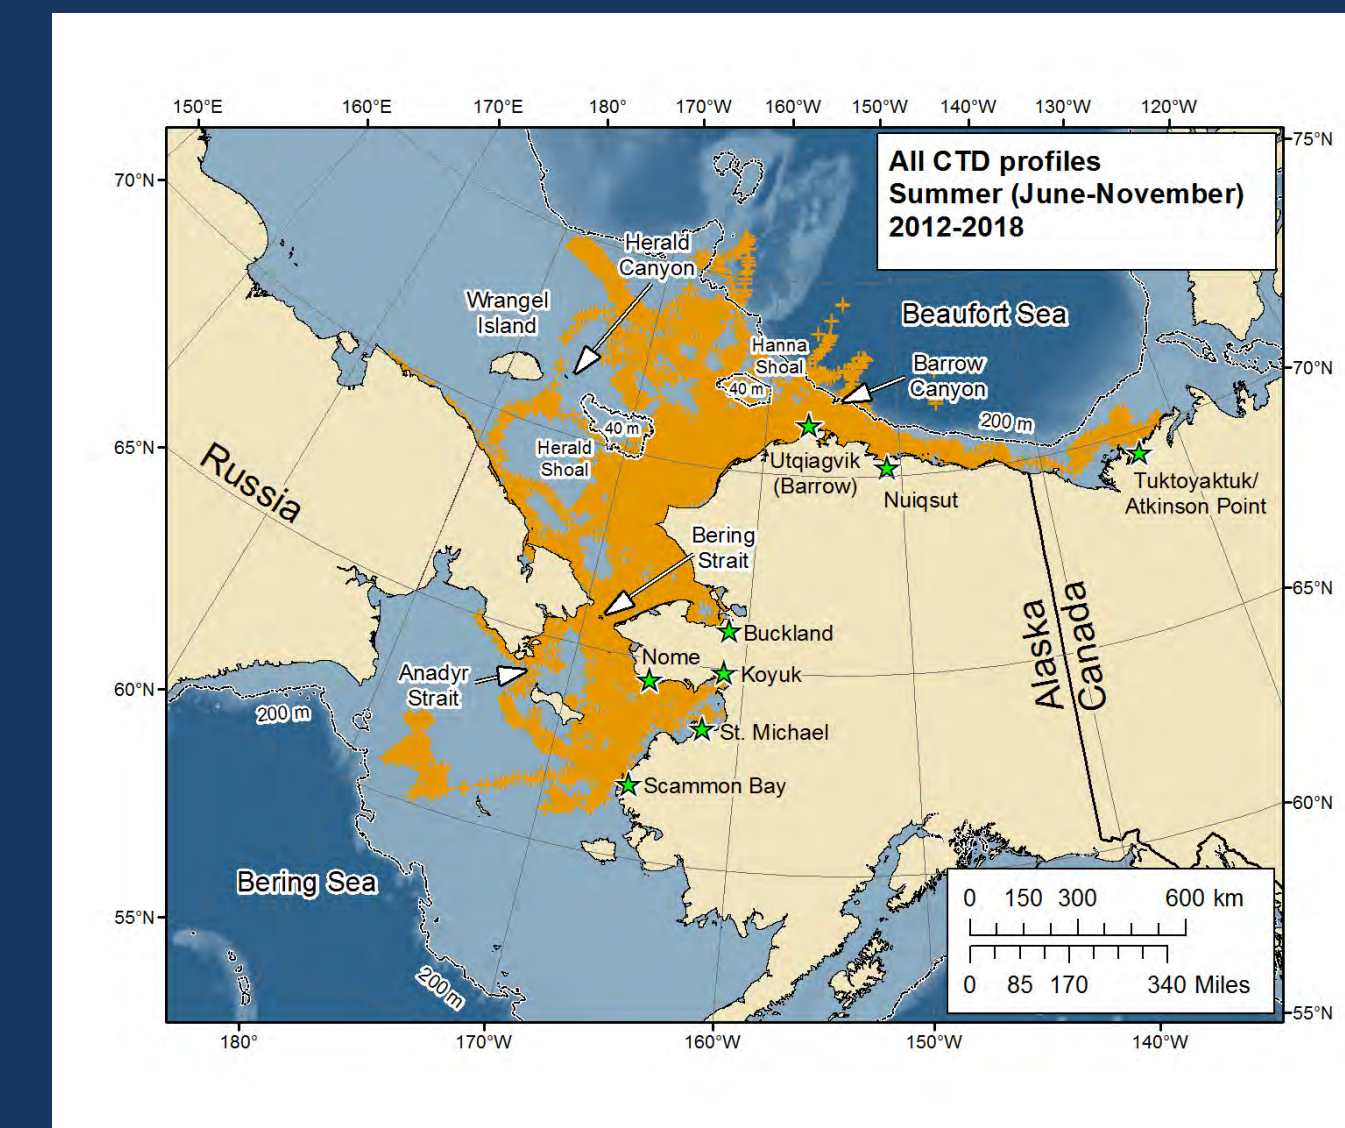 150°E 160°E 170°E 180° 170°W 160°W 150°W 140°W 130°W 120°W
All CTD profiles
Summer (June-November)
2012-2018
75°N
70°N
65°N
60°N
55°N
70°N
65°N
60°N
55°N
Herald
Canyon
Wrangel
Island
Beaufort Sea
Hanna
Shoal
40 m
Barrow
Canyon
200 m
40 m
Herald
Shoal
Russia
Utqiagvik
(Barrow)
Nuiqsut
Tuktoyaktuk/
Atkinson Point
Bering
Strait
Alaska
Canada
Buckland
Nome
Koyuk
Anadyr
Strait
St. Michael
200 m
Scammon Bay
Bering Sea
200m
0 150 300 600 km
0 85 170 340 Miles
180° 170°W 160°W 150°W 140°W